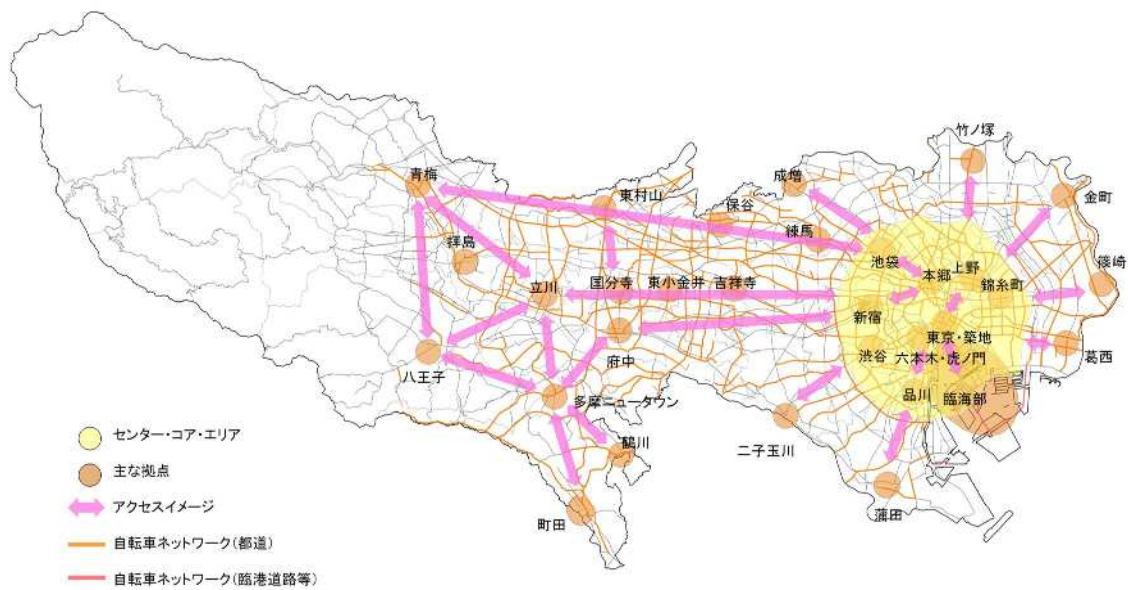 竹ノ塚
青梅
成増
東村山
金町
保谷
練馬
拝島
池袋
上野
本郷
篠崎
錦糸町
立川
国分寺
東小金井
吉祥寺
新宿
東京・築地
渋谷
六本木・虎ノ門
葛西
府中
八王子
品川
臨海部
多摩ニュータウン
二子玉川
鶴川
蒲田
町田
センター・コア・エリア
主な拠点
アクセスイメージ
自転車ネットワーク(都道)
自転車ネットワーク(臨港道路等)